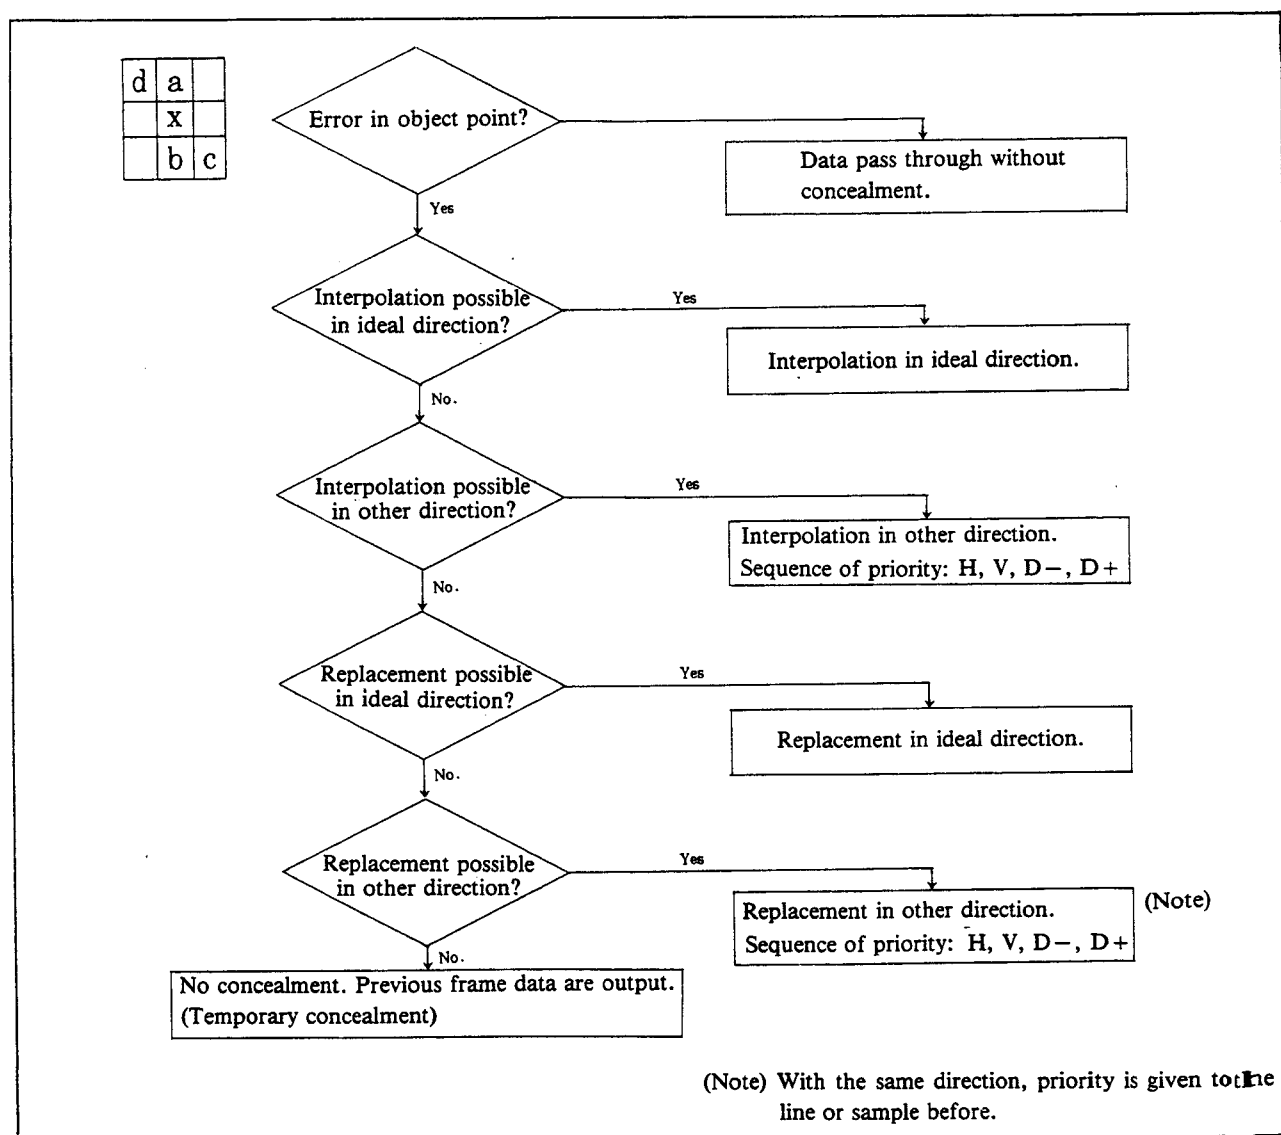 d a
x
b c
Error in object point?
Data pass through without
concealment.
Yes
Interpolation possible
in ideal direction?
Yes
Interpolation in ideal direction.
No.
Interpolation possible
in other direction?
Yes
Interpolation in other direction.
Sequence of priority: H, V, D−, D+
No.
Replacement possible
in ideal direction?
Yes
Replacement in ideal direction.
No.
Replacement possible
in other direction?
Yes
Replacement in other direction.
Sequence of priority: H, V, D−, D+
(Note)
No.
No concealment. Previous frame data are output.
(Temporary concealment)
(Note) With the same direction, priority is given to the
line or sample before.